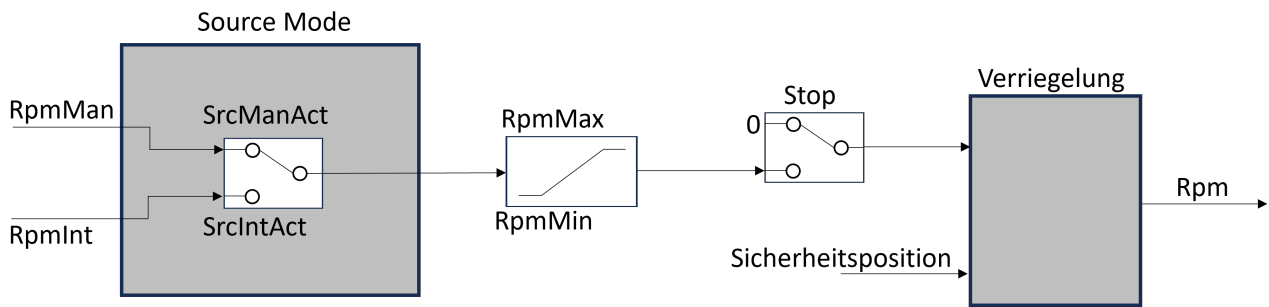 Source Mode
RpmMan
SrcManAct
RpmInt
SrcIntAct
RpmMax
RpmMin
Stop
0
Verriegelung
Sicherheitsposition
Rpm